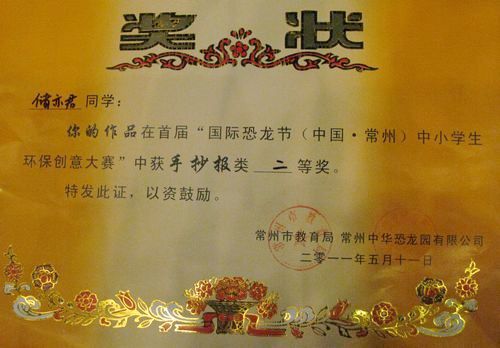 奖 状
储亦君 同学：
你的作品在首届“国际恐龙节（中国·常州）中小学生
环保创意大赛”中获 手抄报 类 二 等奖。
特发此证，以资鼓励。
常州市教育局 常州中华恐龙园有限公司
二〇一一年五月十一日